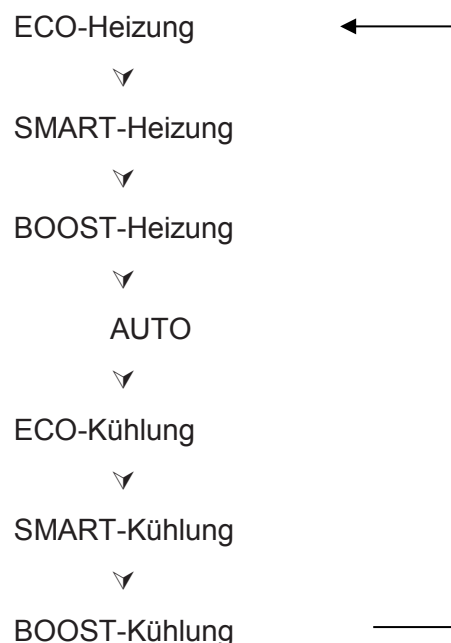 ECO-Heizung
SMART-Heizung
BOOST-Heizung
AUTO
ECO-Kühlung
SMART-Kühlung
BOOST-Kühlung